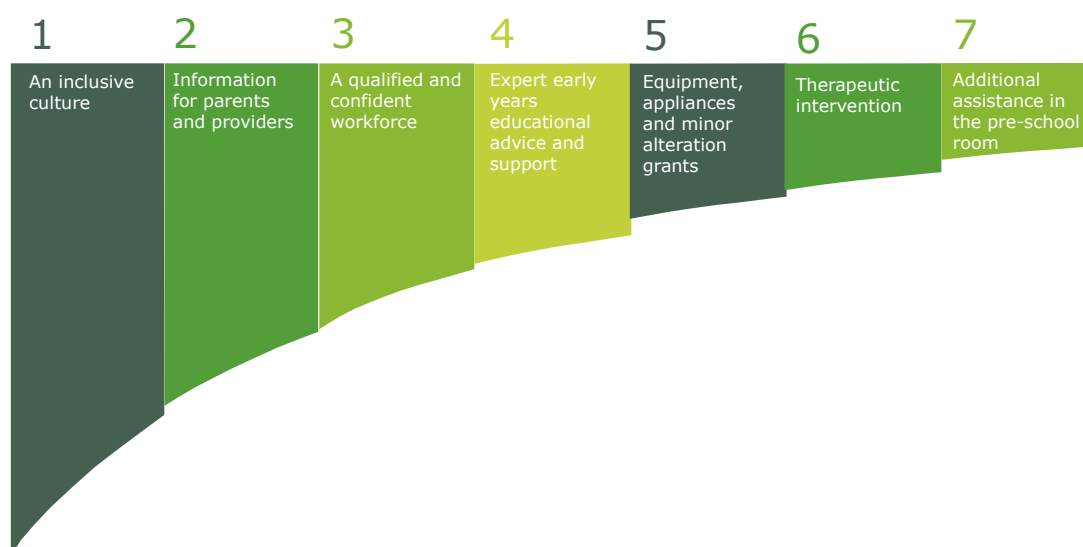 1
An inclusive
culture
2
Information
for parents
and providers
3
A qualified and
confident
workforce
4
Expert early
years
educational
advice and
support
5
Equipment,
appliances
and minor
alteration
grants
6
Therapeutic
intervention
7
Additional
assistance in
the pre-school
room